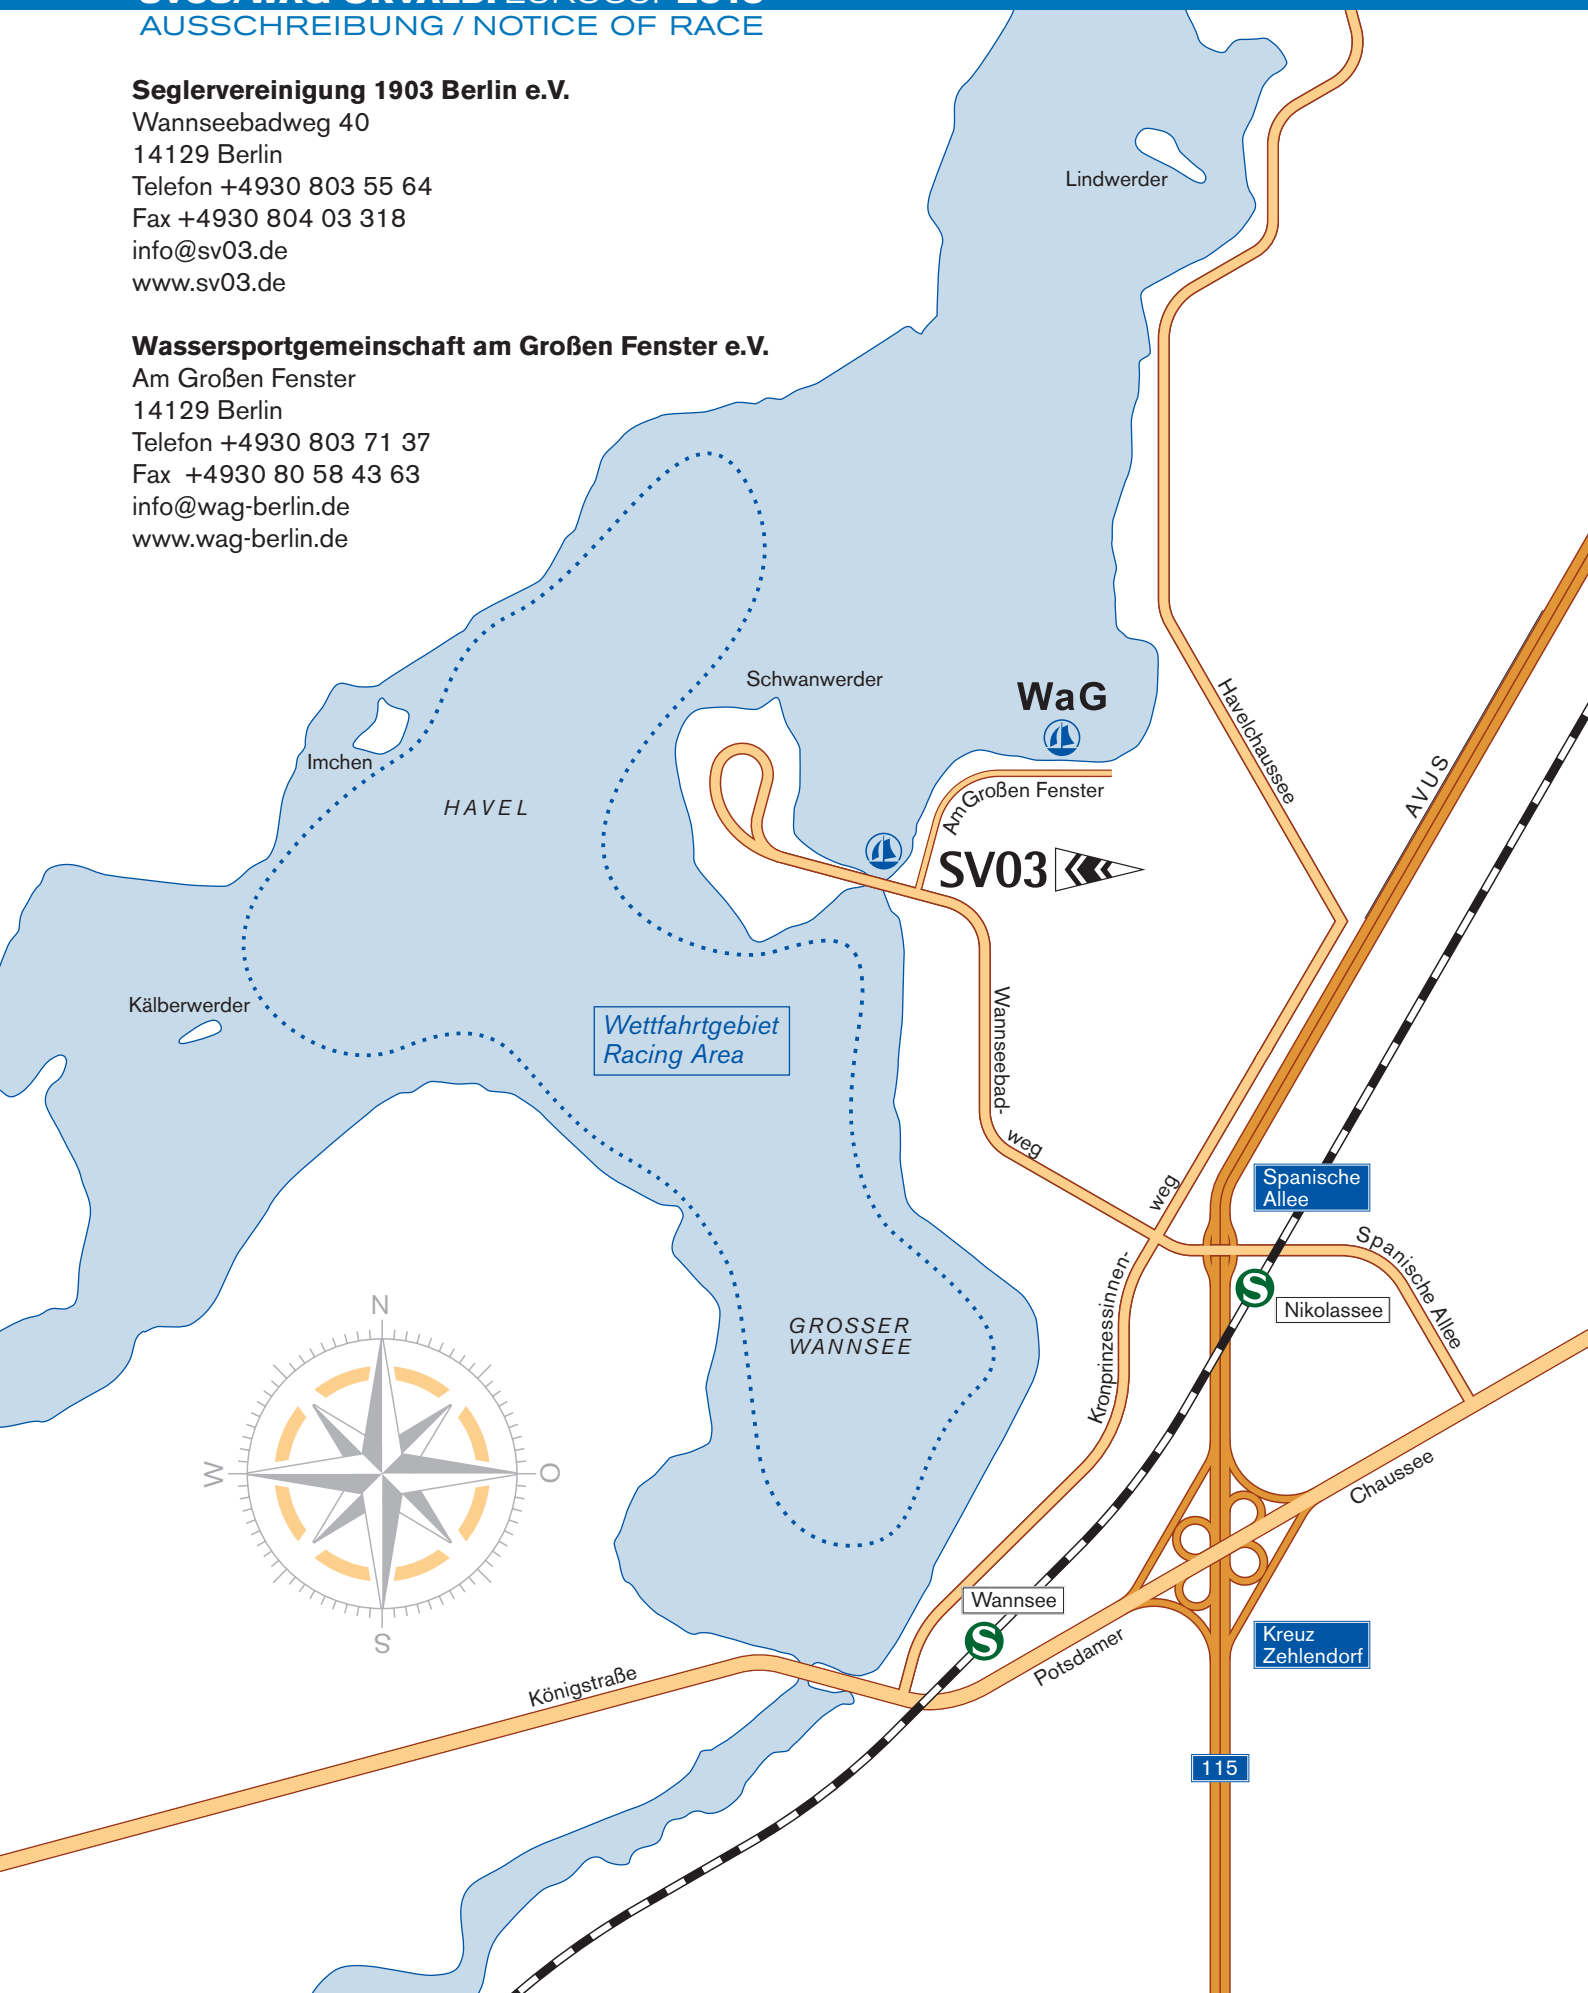 AUSSCHREIBUNG / NOTICE OF RACE
Seglervereinigung 1903 Berlin e.V.
Wannseebadweg 40
14129 Berlin
Telefon +4930 803 55 64
Fax +4930 804 03 318
info@sv03.de
www.sv03.de
Wassersportgemeinschaft am Großen Fenster e.V.
Am Großen Fenster
14129 Berlin
Telefon +4930 803 71 37
Fax +4930 80 58 43 63
info@wag-berlin.de
www.wag-berlin.de
Lindwerder
Schwanwerder
WaG
Imchen
HAVEL
Am Großen Fenster
SV03
Havelchaussee
AVUS
Kälberwerder
Wettfahrtgebiet
Racing Area
Wannseebad-
weg
Kronprinzessinnen-
weg
Spanische
Allee
Spanische Allee
S
Nikolassee
GROSSER
WANNSEE
N
W
O
S
Chaussee
Potsdamer
Wannsee
S
Kreuz
Zehlendorf
Königstraße
115